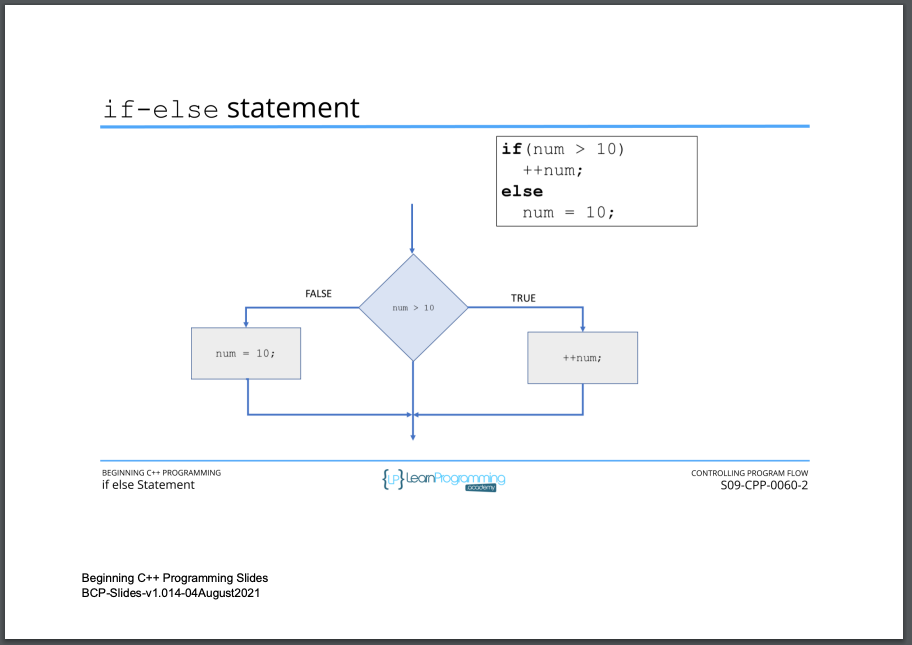 if-else statement
if(num > 10)
++num;
else
num = 10;
FALSE
TRUE
num > 10
num = 10;
++num;
BEGINNING C++ PROGRAMMING
if else Statement
{LP} LearnProgramming
academy
CONTROLLING PROGRAM FLOW
S09-CPP-0060-2
Beginning C++ Programming Slides
BCP-Slides-v1.014-04August2021